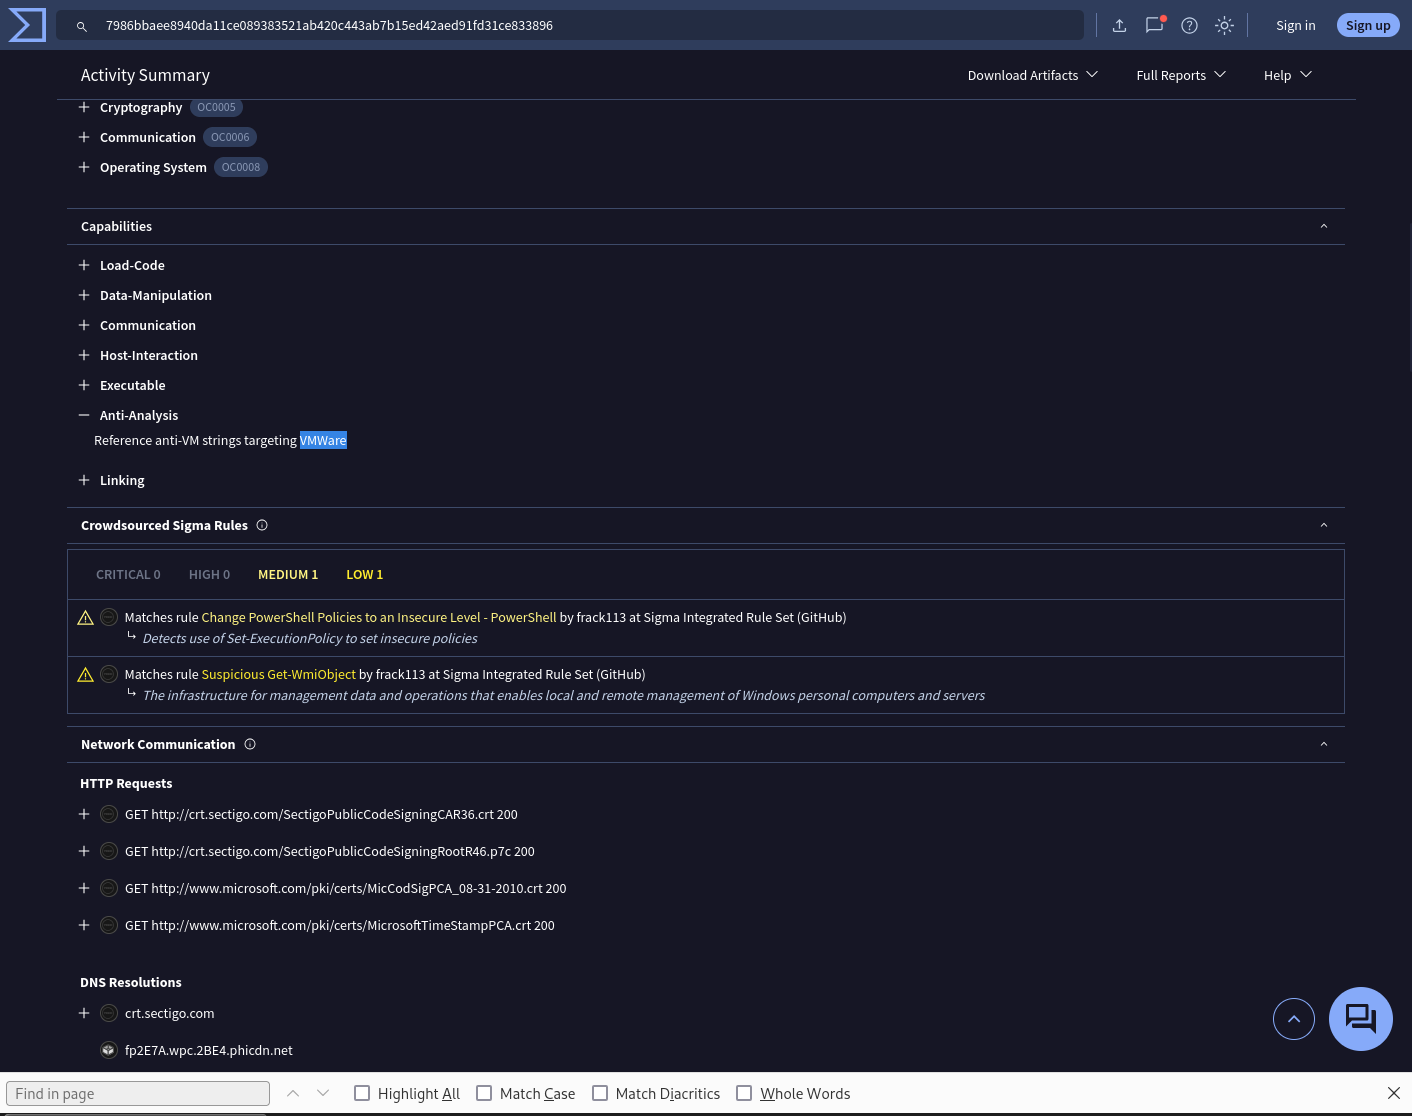 7986bbaee8940da11ce089383521ab420c443ab7b15ed42aed91fd31ce833896
Sign in
Sign up
Activity Summary
Download Artifacts
Full Reports
Help
Cryptography OC0005
Communication OC0006
Operating System OC0008
Capabilities
Load-Code
Data-Manipulation
Communication
Host-Interaction
Executable
Anti-Analysis
Reference anti-VM strings targeting VMWare
Linking
Crowdsourced Sigma Rules
CRITICAL 0 HIGH 0 MEDIUM 1 LOW 1
Matches rule Change PowerShell Policies to an Insecure Level - PowerShell by frack113 at Sigma Integrated Rule Set (GitHub)
Detects use of Set-ExecutionPolicy to set insecure policies
Matches rule Suspicious Get-WmiObject by frack113 at Sigma Integrated Rule Set (GitHub)
The infrastructure for management data and operations that enables local and remote management of Windows personal computers and servers
Network Communication
HTTP Requests
GET http://crt.sectigo.com/SectigoPublicCodeSigningCAR36.crt 200
GET http://crt.sectigo.com/SectigoPublicCodeSigningRootR46.p7c 200
GET http://www.microsoft.com/pki/certs/MicCodSigPCA_08-31-2010.crt 200
GET http://www.microsoft.com/pki/certs/MicrosoftTimeStampPCA.crt 200
DNS Resolutions
crt.sectigo.com
fp2E7A.wpc.2BE4.phicdn.net
Find in page
Highlight All
Match Case
Match Diacritics
Whole Words